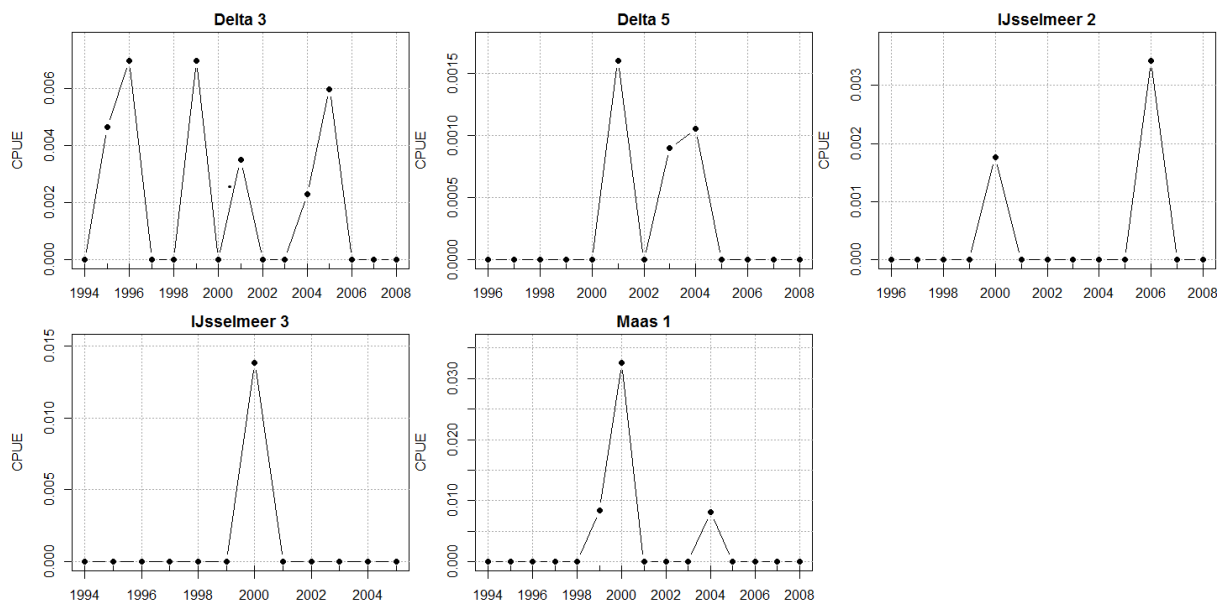 Delta 3
CPUE
0.006
0.004
0.002
0.000
1994 1996 1998 2000 2002 2004 2006 2008
Delta 5
CPUE
0.0015
0.0010
0.0005
0.0000
1996 1998 2000 2002 2004 2006 2008
IJsselmeer 2
CPUE
0.003
0.002
0.001
0.000
1996 1998 2000 2002 2004 2006 2008
IJsselmeer 3
CPUE
0.015
0.010
0.005
0.000
1994 1996 1998 2000 2002 2004
Maas 1
CPUE
0.030
0.020
0.010
0.000
1994 1996 1998 2000 2002 2004 2006 2008